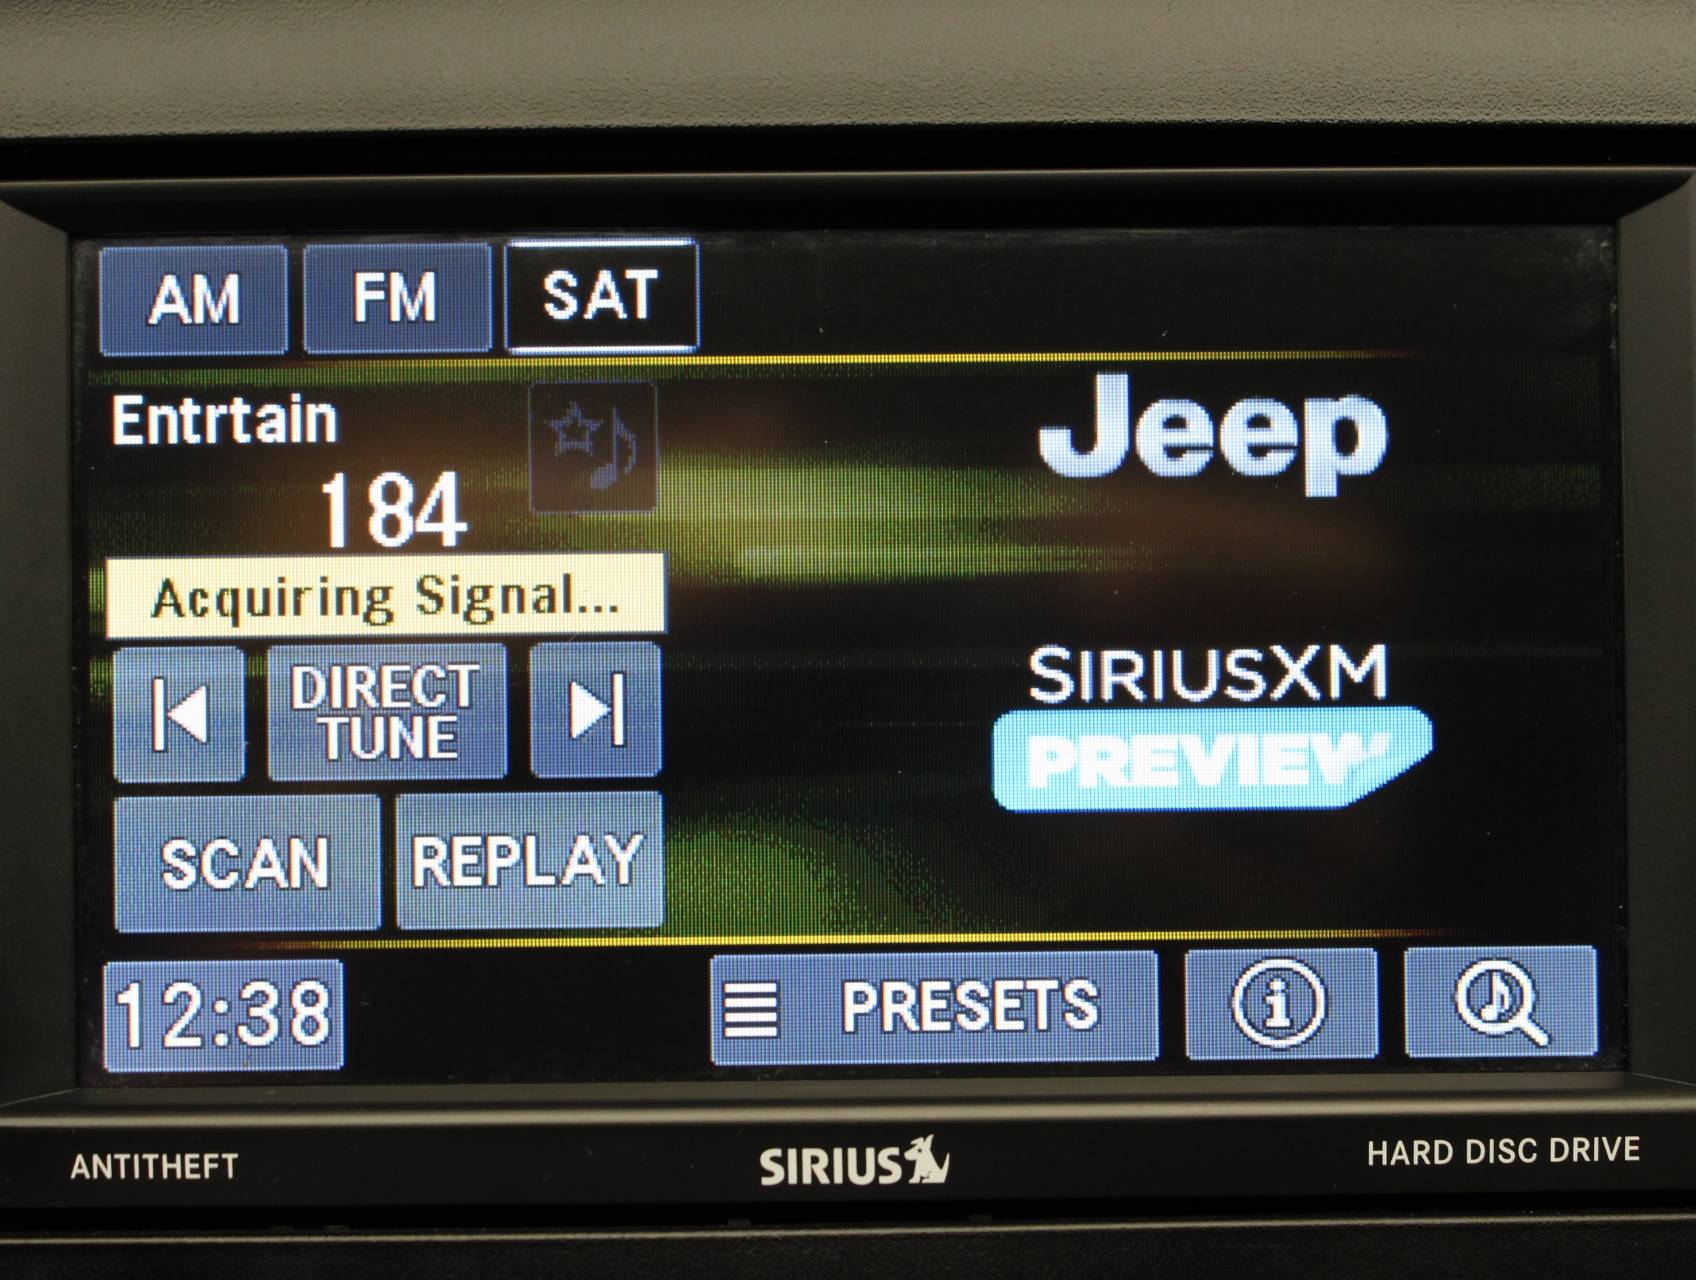 AM FM SAT
Entrtain
184
Acquiring Signal...
DIRECT
TUNE
SCAN REPLAY
Jeep
SIRIUSXM
PREVIEW
12:38 PRESETS i
ANTITHEFT SIRIUS HARD DISC DRIVE